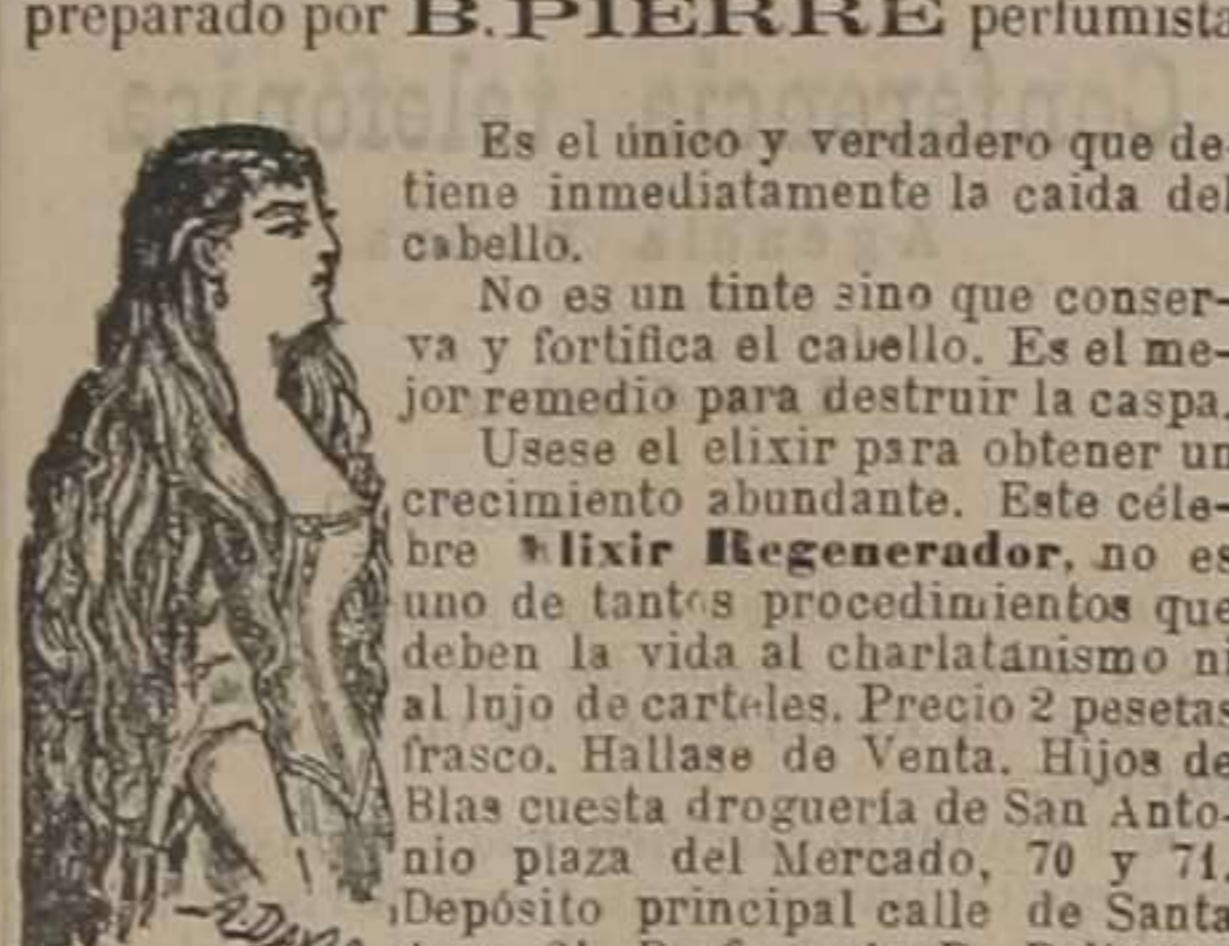 preparado por B. PIERRE perfumista
Es el único y verdadero que de-
tiene inmediatamente la caida del
cabello.
No es un tinte sino que conser-
va y fortifica el cabello. Es el me-
jor remedio para destruir la caspa
Usese el elixir para obtener un
crecimiento abundante. Este céle-
bre Elixir Regenerador, no es
uno de tantos procedimientos que
deben la vida al charlatanismo ni
al lujo de carteles. Precio 2 pesetas
frasco. Hallase de Venta. Hijos de
Blas cuesta droguería de San Anto-
nio plaza del Mercado, 70 y 71,
Depósito principal calle de Santa